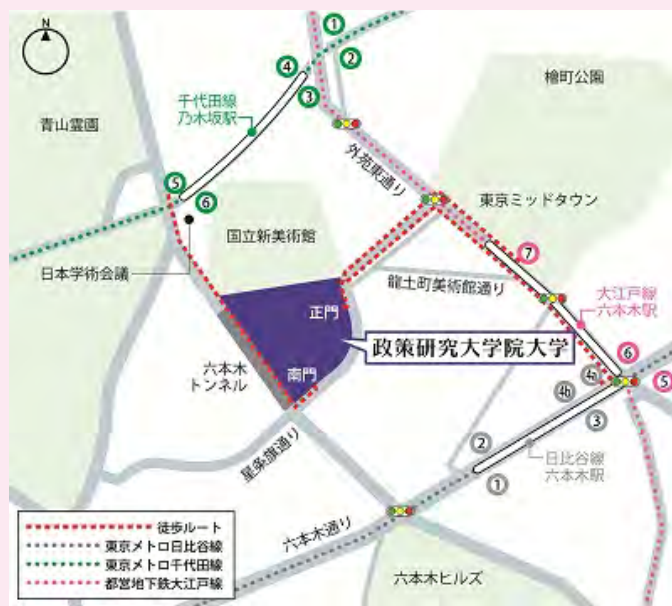 N
①
②
④
③
檜町公園
青山霊園
千代田線
乃木坂駅
外苑東通り
⑤
⑥
東京ミッドタウン
国立新美術館
日本学術会議
⑦
龍土町美術館通り
大江戸線
六本木駅
正門
政策研究大学院大学
六本木
トンネル
南門
⑥
4a
⑤
4b
③
星条旗通り
②
①
日比谷線
六本木駅
六本木通り
六本木ヒルズ
徒歩ルート
東京メトロ日比谷線
東京メトロ千代田線
都営地下鉄大江戸線